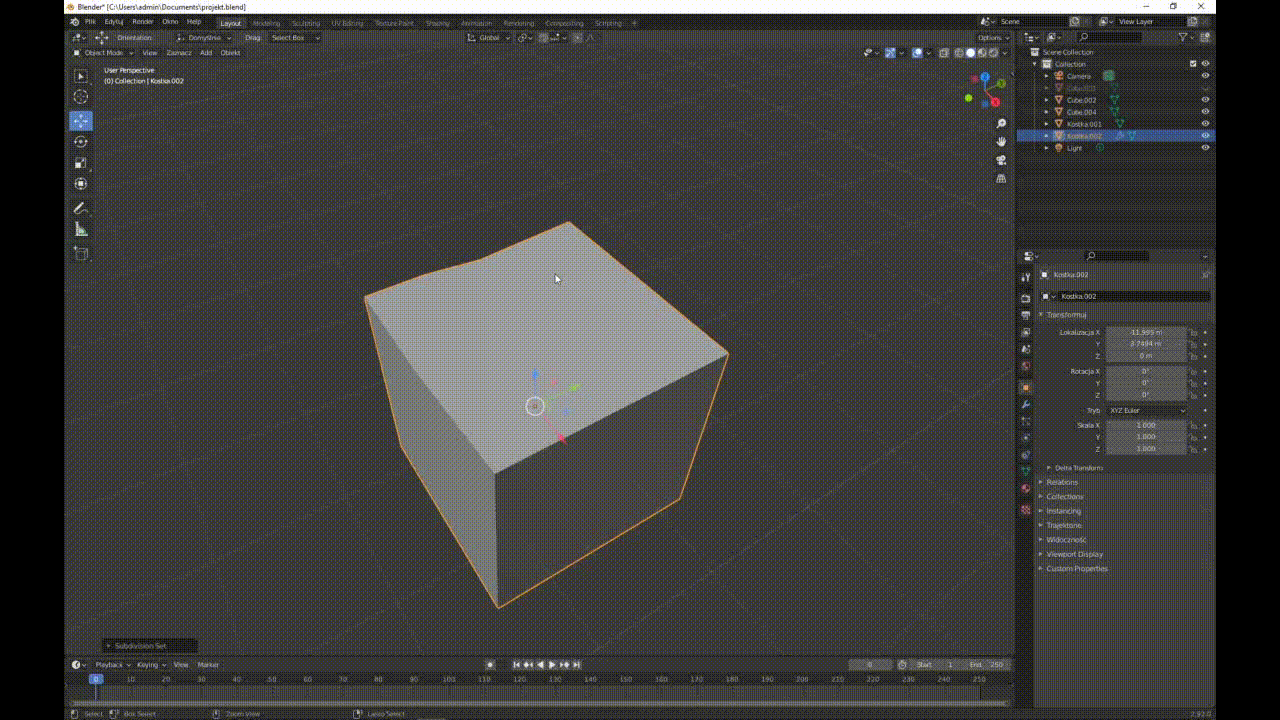 Blender* [C:\Users\admin\Documents\projekt.blend]
Plik Edytuj Render Okno Help Layout Modeling Sculpting UV Editing Texture Paint Shading Animation Rendering Compositing Scripting Scene View Layer
Orientation: Domyślnie Drag: Select Box Global Options
Object Mode View Zaznacz Add Obiekt
User Perspective
(0) Collection | Kostka.002
Scene Collection
Collection
Camera
Cube.002
Cube.004
Kostka.001
Kostka.002
Light
Kostka.002
Kostka.002
Transformuj
Lokalizacja X -11.995 m
Y 3.7494 m
Z 0 m
Rotacja X 0°
Y 0°
Z 0°
Tryb XYZ Euler
Skala X 1.000
Y 1.000
Z 1.000
Delta Transform
Relations
Collections
Instancing
Trajektorie
Widoczność
Viewport Display
Custom Properties
Subdivision Set
Playback Keying View Marker 0 Start 1 End 250
0 10 20 30 40 50 60 70 80 90 100 110 120 130 140 150 160 170 180 190 200 210 220 230 240 250
Select Box Select Zoom View Lasso Select 2.92.0